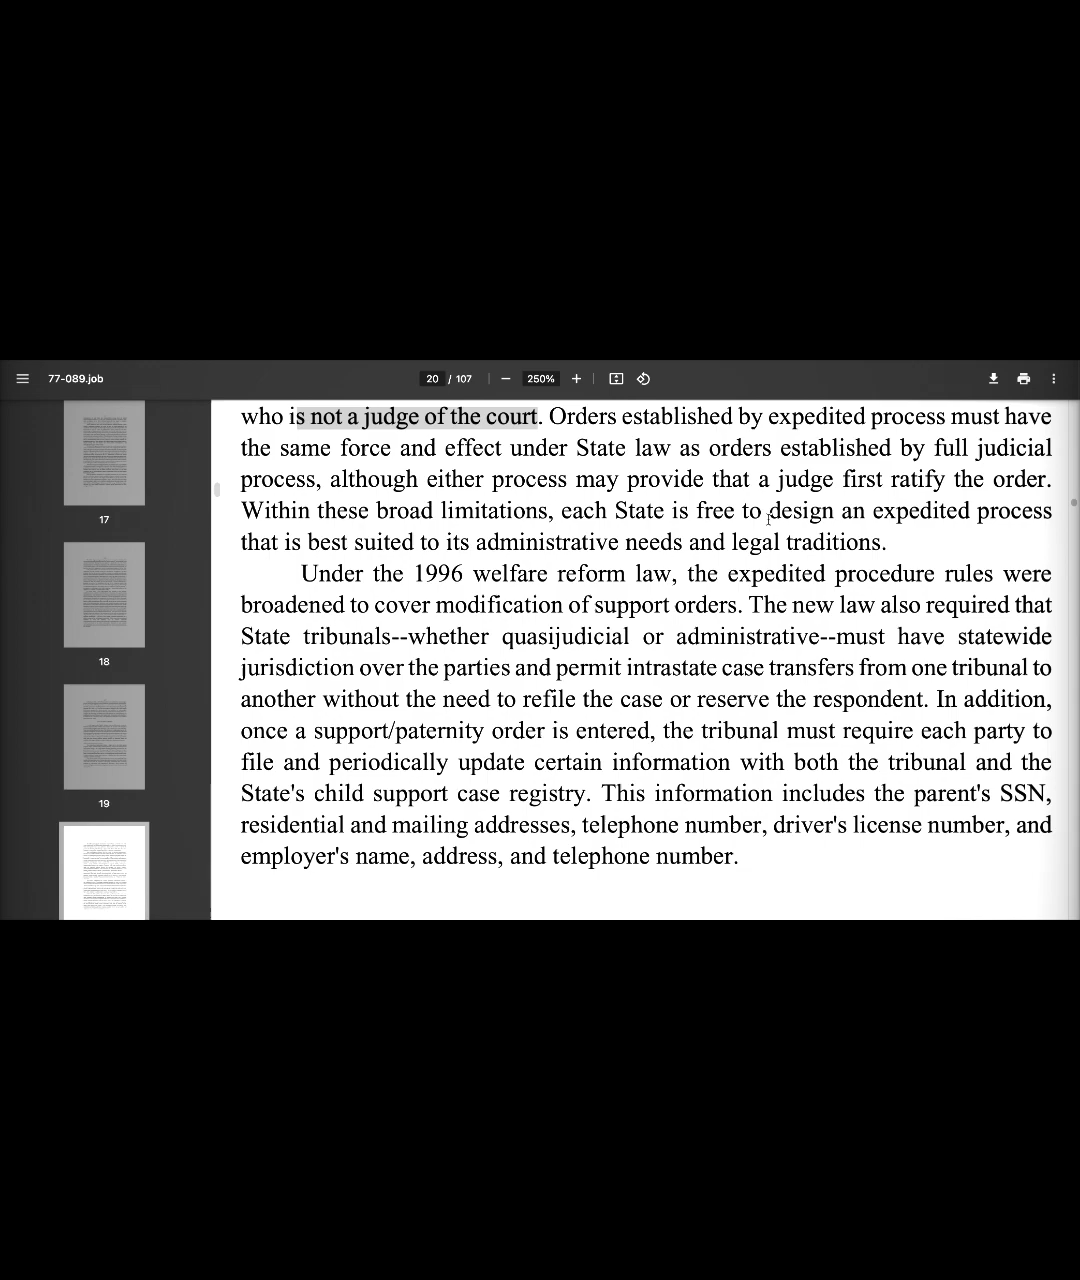 77-089.job
20 / 107
250%
who is not a judge of the court. Orders established by expedited process must have
the same force and effect under State law as orders established by full judicial
process, although either process may provide that a judge first ratify the order.
Within these broad limitations, each State is free to design an expedited process
that is best suited to its administrative needs and legal traditions.
Under the 1996 welfare reform law, the expedited procedure rules were
broadened to cover modification of support orders. The new law also required that
State tribunals--whether quasijudicial or administrative--must have statewide
jurisdiction over the parties and permit intrastate case transfers from one tribunal to
another without the need to refile the case or reserve the respondent. In addition,
once a support/paternity order is entered, the tribunal must require each party to
file and periodically update certain information with both the tribunal and the
State's child support case registry. This information includes the parent's SSN,
residential and mailing addresses, telephone number, driver's license number, and
employer's name, address, and telephone number.
17
18
19